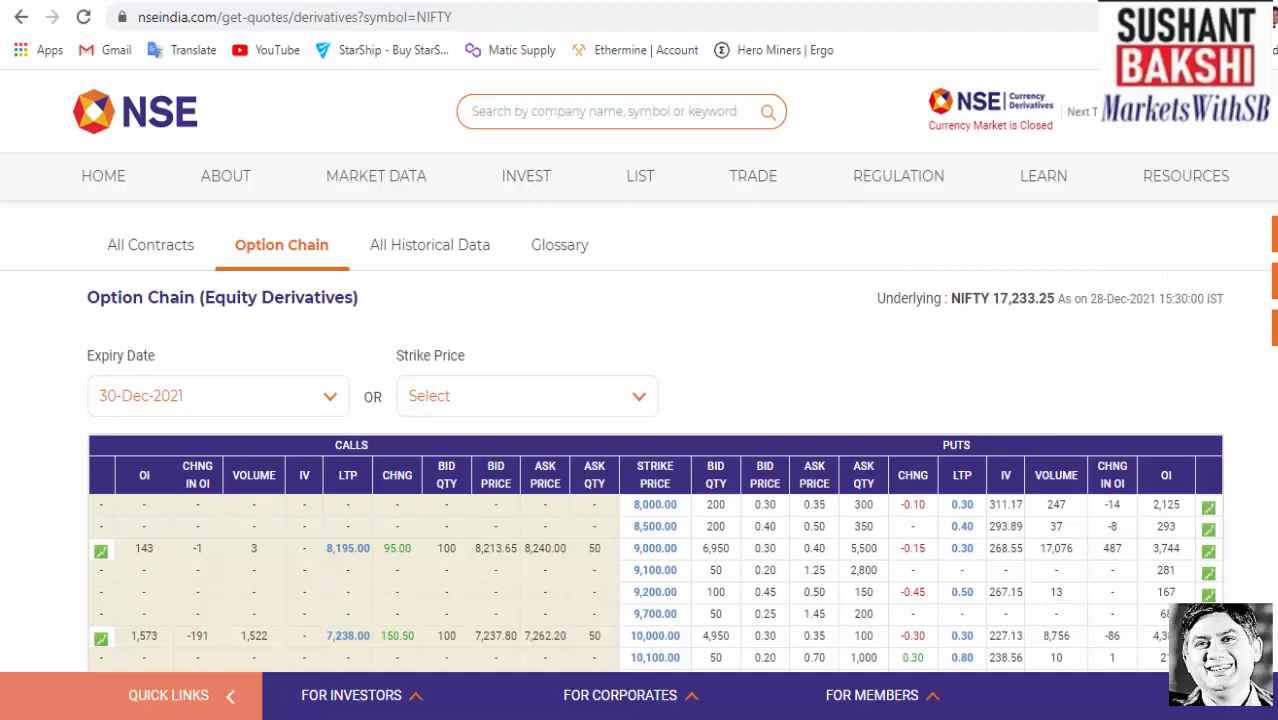 nseindia.com/get-quotes/derivatives?symbol=NIFTY
Apps Gmail Translate YouTube StarShip - Buy StarS... Matic Supply Ethermine | Account Hero Miners | Ergo
SUSHANT
BAKSHI
MarketsWithSB
NSE
Search by company name, symbol or keyword
NSE Currency Derivatives
Currency Market is Closed
Next T
HOME ABOUT MARKET DATA INVEST LIST TRADE REGULATION LEARN RESOURCES
All Contracts Option Chain All Historical Data Glossary
Option Chain (Equity Derivatives)
Underlying : NIFTY 17,233.25 As on 28-Dec-2021 15:30:00 IST
Expiry Date Strike Price
30-Dec-2021 OR Select
CALLS PUTS
OI CHNG IN OI VOLUME IV LTP CHNG BID QTY BID PRICE ASK PRICE ASK QTY STRIKE PRICE BID QTY BID PRICE ASK PRICE ASK QTY CHNG LTP IV VOLUME CHNG IN OI OI
- - - - - - - - - - - 8,000.00 200 0.30 0.35 300 -0.10 0.30 311.17 247 -14 2,125
- - - - - - - - - - - 8,500.00 200 0.40 0.50 350 - 0.40 293.89 37 -8 293
143 -1 3 - 8,195.00 95.00 100 8,213.65 8,240.00 50 9,000.00 6,950 0.30 0.40 5,500 -0.15 0.30 268.55 17,076 487 3,744
- - - - - - - - - - - 9,100.00 50 0.20 1.25 2,800 - - - - - 281
- - - - - - - - - - - 9,200.00 100 0.45 0.50 150 -0.45 0.50 267.15 13 - 167
- - - - - - - - - - - 9,700.00 50 0.25 1.45 200 - - - - -
1,573 -191 1,522 - 7,238.00 150.50 100 7,237.80 7,262.20 50 10,000.00 4,950 0.30 0.35 100 -0.30 0.30 227.13 8,756 -86
- - - - - - - - - - - 10,100.00 50 0.20 0.70 1,000 0.30 0.80 238.56 10 1
QUICK LINKS FOR INVESTORS FOR CORPORATES FOR MEMBERS